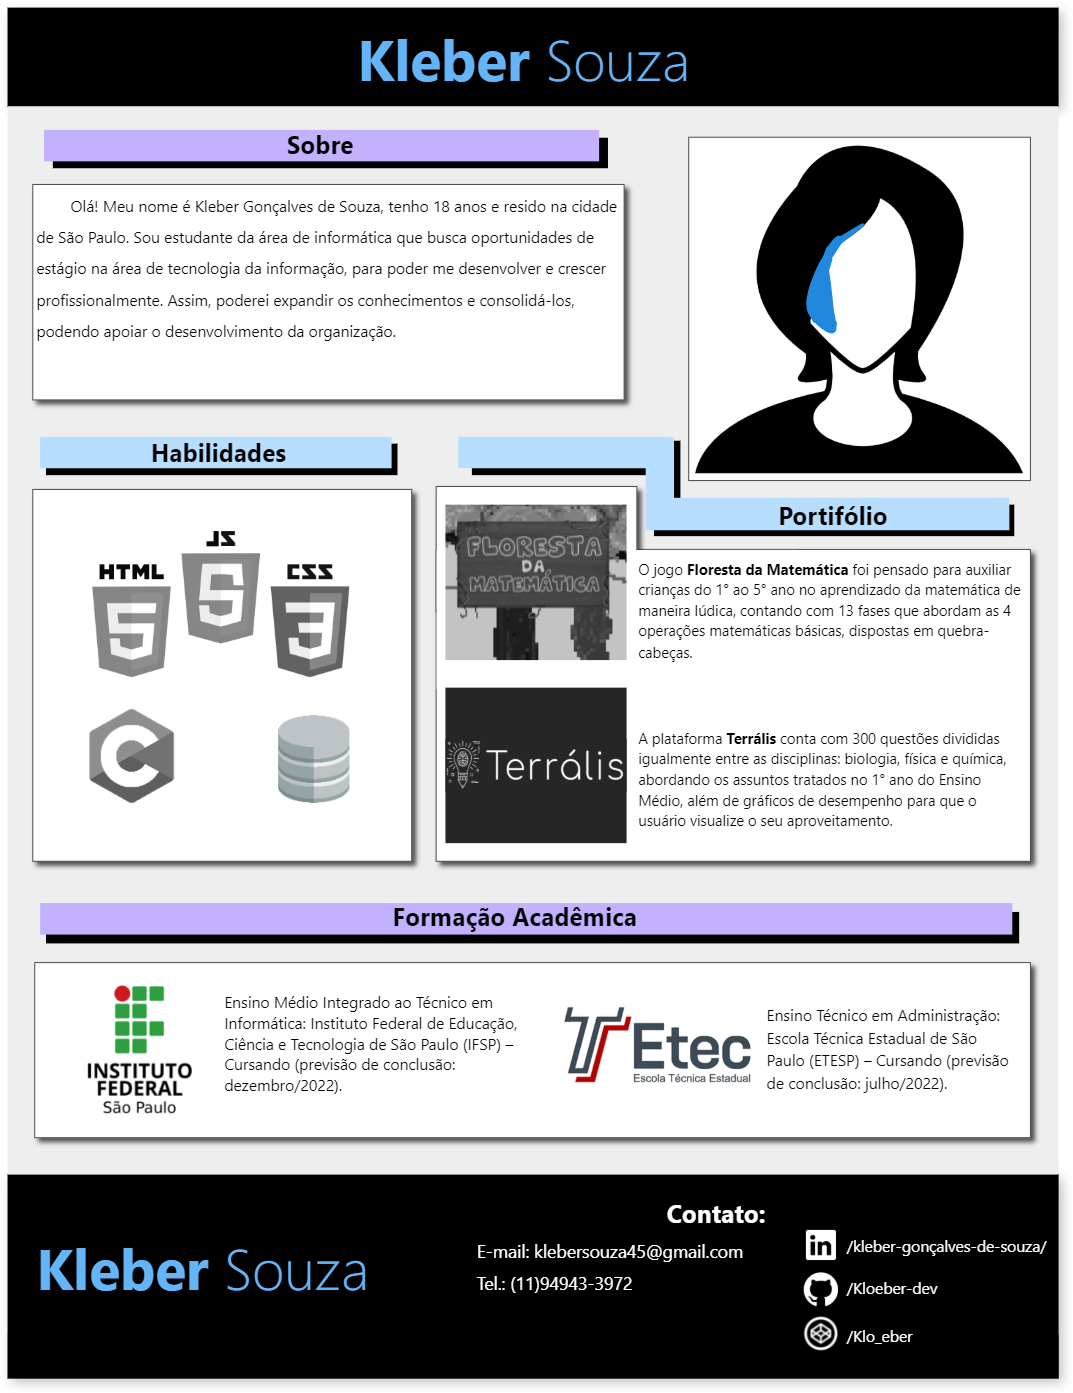 Kleber Souza
Sobre
Olá! Meu nome é Kleber Gonçalves de Souza, tenho 18 anos e resido na cidade
de São Paulo. Sou estudante da área de informática que busca oportunidades de
estágio na área de tecnologia da informação, para poder me desenvolver e crescer
profissionalmente. Assim, poderei expandir os conhecimentos e consolidá-los,
podendo apoiar o desenvolvimento da organização.
Habilidades
JS
HTML
CSS
5
5
3
C
Portifólio
FLORESTA
DA
MATEMÁTICA
O jogo Floresta da Matemática foi pensado para auxiliar
crianças do 1° ao 5° ano no aprendizado da matemática de
maneira lúdica, contando com 13 fases que abordam as 4
operações matemáticas básicas, dispostas em quebra-
cabeças.
Terrális
A plataforma Terrális conta com 300 questões divididas
igualmente entre as disciplinas: biologia, física e química,
abordando os assuntos tratados no 1° ano do Ensino
Médio, além de gráficos de desempenho para que o
usuário visualize o seu aproveitamento.
Formação Acadêmica
INSTITUTO
FEDERAL
São Paulo
Ensino Médio Integrado ao Técnico em
Informática: Instituto Federal de Educação,
Ciência e Tecnologia de São Paulo (IFSP) –
Cursando (previsão de conclusão:
dezembro/2022).
Etec
Escola Técnica Estadual
Ensino Técnico em Administração:
Escola Técnica Estadual de São
Paulo (ETESP) – Cursando (previsão
de conclusão: julho/2022).
Kleber Souza
Contato:
E-mail: klebersouza45@gmail.com
Tel.: (11)94943-3972
in /kleber-gonçalves-de-souza/
/Kloeber-dev
/Klo_eber